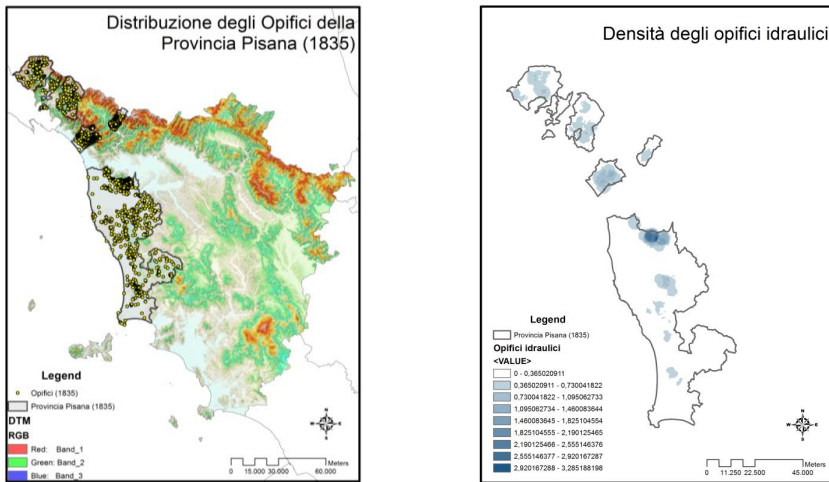 Distribuzione degli Opifici della
Provincia Pisana (1835)
Legend
Opifici (1835)
Provincia Pisana (1835)
DTM
RGB
Red: Band_1
Green: Band_2
Blue: Band_3
N
W E
S
Meters
0 15.000 30.000 60.000
Densità degli opifici idraulici
Legend
Provincia Pisana (1835)
Opifici idraulici
<VALUE>
0 - 0,365020911
0,365020911 - 0,730041822
0,730041822 - 1,095062733
1,095062734 - 1,460083644
1,460083645 - 1,825104554
1,825104555 - 2,190125465
2,190125466 - 2,555146376
2,555146377 - 2,920167287
2,920167288 - 3,285188198
N
W E
S
Meters
0 11.250 22.500 45.000